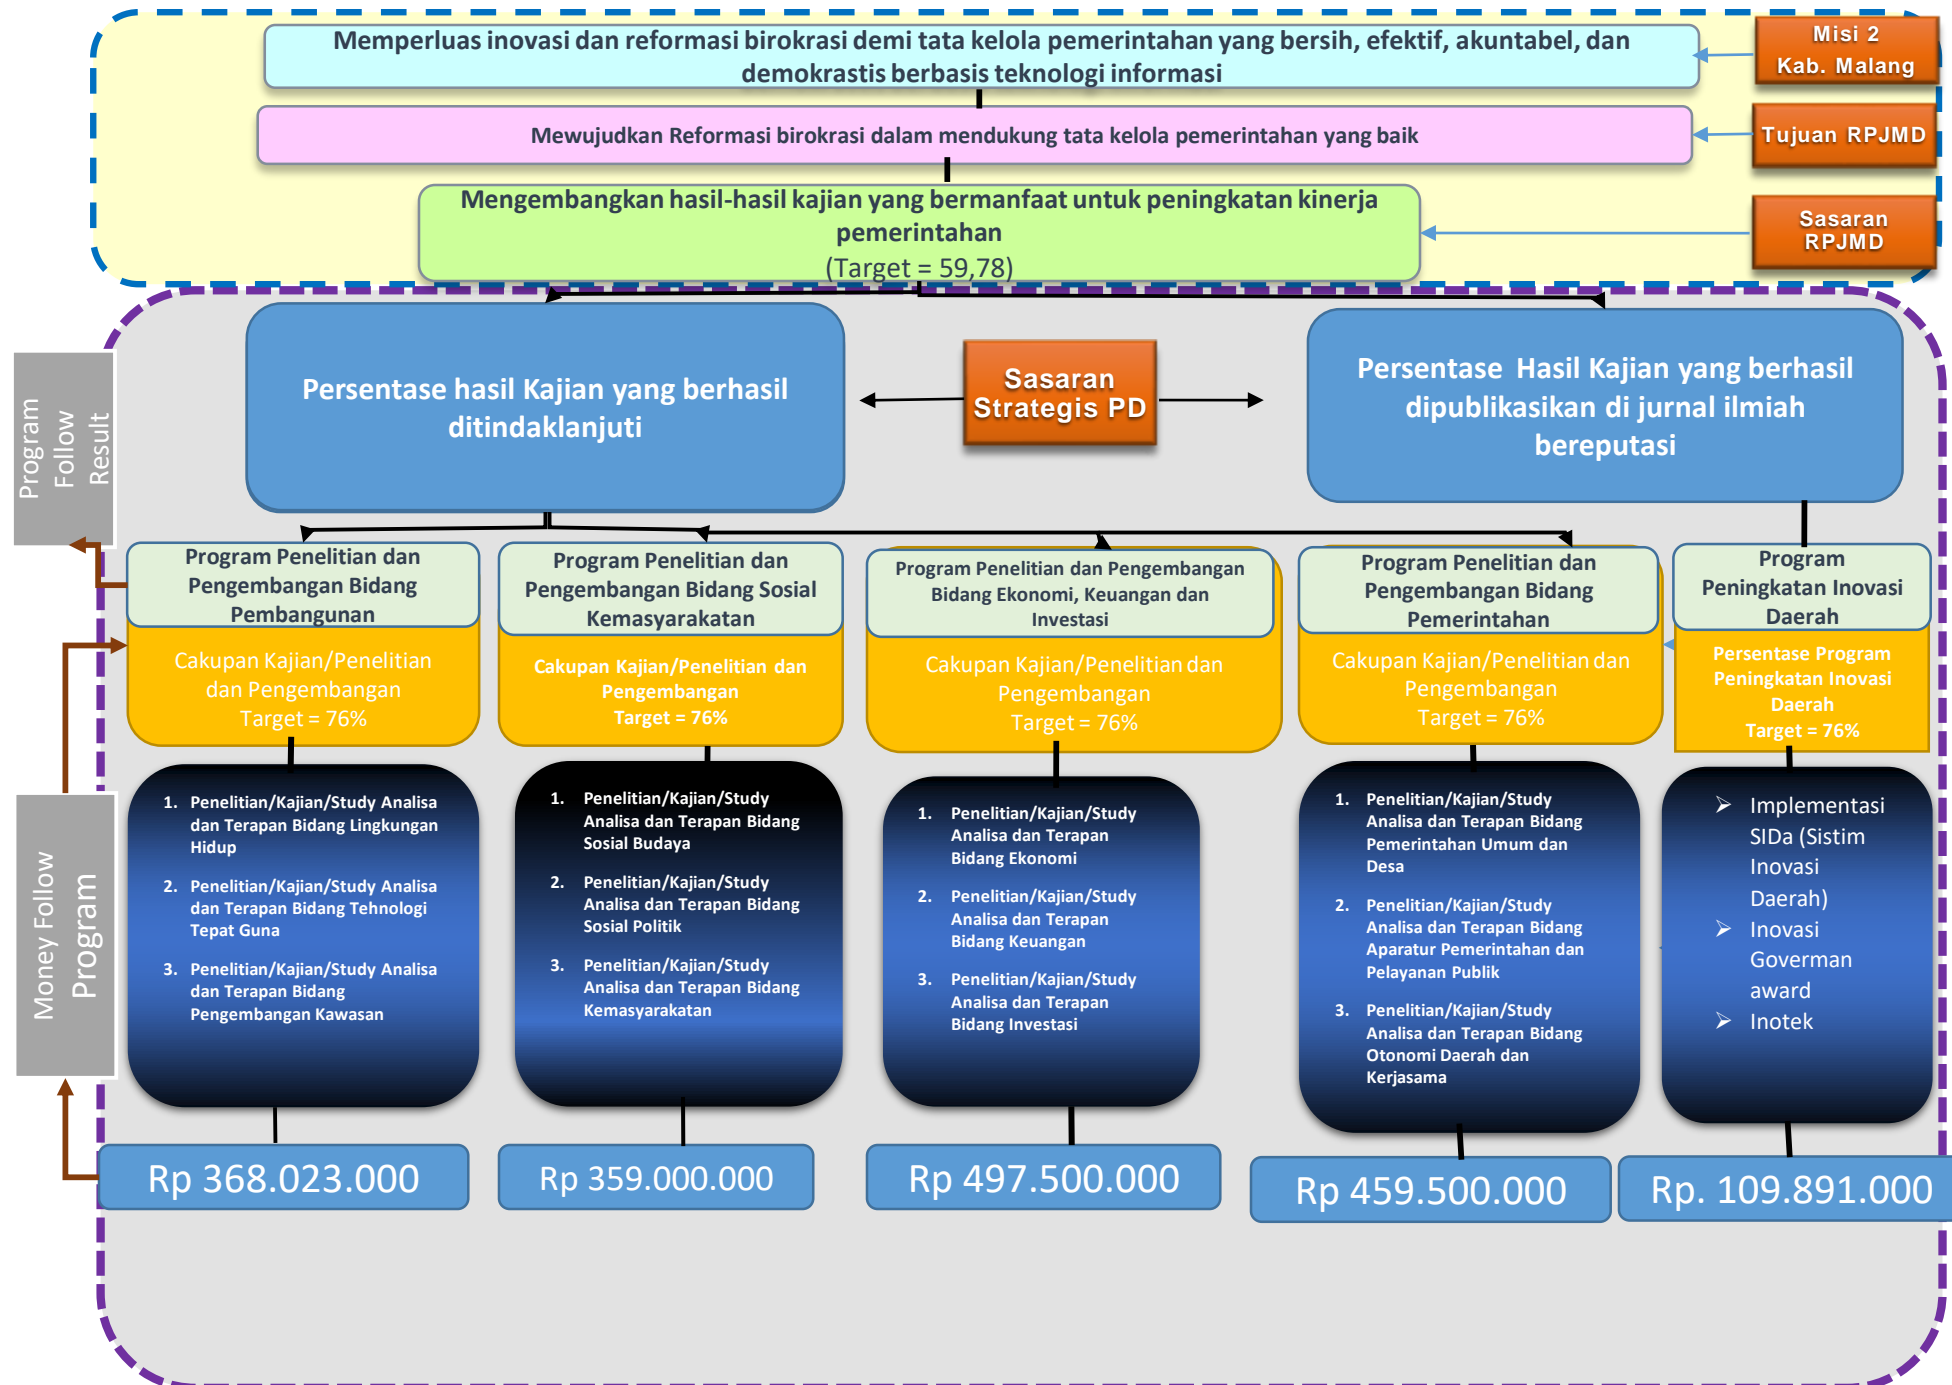 Memperluas inovasi dan reformasi birokrasi demi tata kelola pemerintahan yang bersih, efektif, akuntabel, dan
demokrastis berbasis teknologi informasi
Misi 2
Kab. Malang
Mewujudkan Reformasi birokrasi dalam mendukung tata kelola pemerintahan yang baik
Tujuan RPJMD
Mengembangkan hasil-hasil kajian yang bermanfaat untuk peningkatan kinerja
pemerintahan
(Target = 59,78)
Sasaran
RPJMD
Persentase hasil Kajian yang berhasil
ditindaklanjuti
Sasaran
Strategis PD
Persentase Hasil Kajian yang berhasil
dipublikasikan di jurnal ilmiah
bereputasi
Program
Follow
Result
Program Penelitian dan
Pengembangan Bidang
Pembangunan
Cakupan Kajian/Penelitian
dan Pengembangan
Target = 76%
Program Penelitian dan
Pengembangan Bidang Sosial
Kemasyarakatan
Cakupan Kajian/Penelitian dan
Pengembangan
Target = 76%
Program Penelitian dan Pengembangan
Bidang Ekonomi, Keuangan dan
Investasi
Cakupan Kajian/Penelitian dan
Pengembangan
Target = 76%
Program Penelitian dan
Pengembangan Bidang
Pemerintahan
Cakupan Kajian/Penelitian dan
Pengembangan
Target = 76%
Program
Peningkatan Inovasi
Daerah
Persentase Program
Peningkatan Inovasi
Daerah
Target = 76%
Money Follow
Program
1. Penelitian/Kajian/Study Analisa
dan Terapan Bidang Lingkungan
Hidup
2. Penelitian/Kajian/Study Analisa
dan Terapan Bidang Tehnologi
Tepat Guna
3. Penelitian/Kajian/Study Analisa
dan Terapan Bidang
Pengembangan Kawasan
1. Penelitian/Kajian/Study
Analisa dan Terapan Bidang
Sosial Budaya
2. Penelitian/Kajian/Study
Analisa dan Terapan Bidang
Sosial Politik
3. Penelitian/Kajian/Study
Analisa dan Terapan Bidang
Kemasyarakatan
1. Penelitian/Kajian/Study
Analisa dan Terapan
Bidang Ekonomi
2. Penelitian/Kajian/Study
Analisa dan Terapan
Bidang Keuangan
3. Penelitian/Kajian/Study
Analisa dan Terapan
Bidang Investasi
1. Penelitian/Kajian/Study
Analisa dan Terapan Bidang
Pemerintahan Umum dan
Desa
2. Penelitian/Kajian/Study
Analisa dan Terapan Bidang
Aparatur Pemerintahan dan
Pelayanan Publik
3. Penelitian/Kajian/Study
Analisa dan Terapan Bidang
Otonomi Daerah dan
Kerjasama
➢ Implementasi
SIDa (Sistim
Inovasi
Daerah)
➢ Inovasi
Goverman
award
➢ Inotek
Rp 368.023.000
Rp 359.000.000
Rp 497.500.000
Rp 459.500.000
Rp. 109.891.000